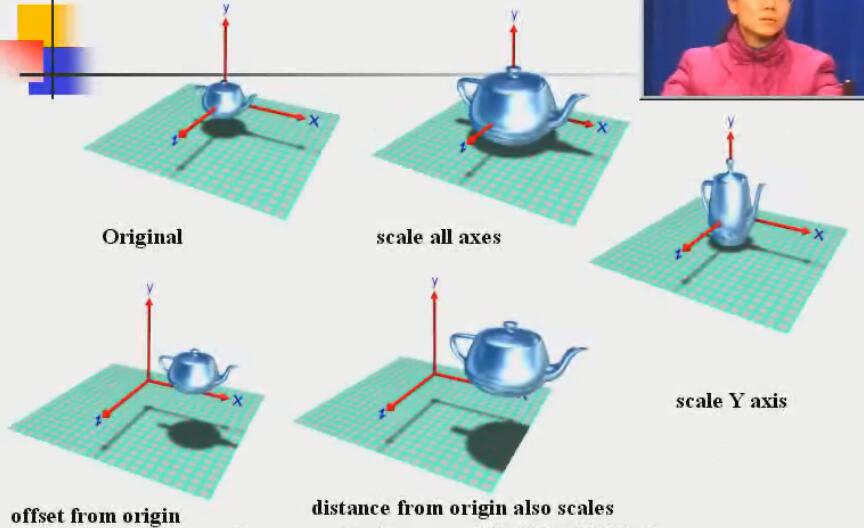 y
y
x
z
x
z
y
Original
scale all axes
x
z
y
y
scale Y axis
x
z
z
offset from origin
distance from origin also scales